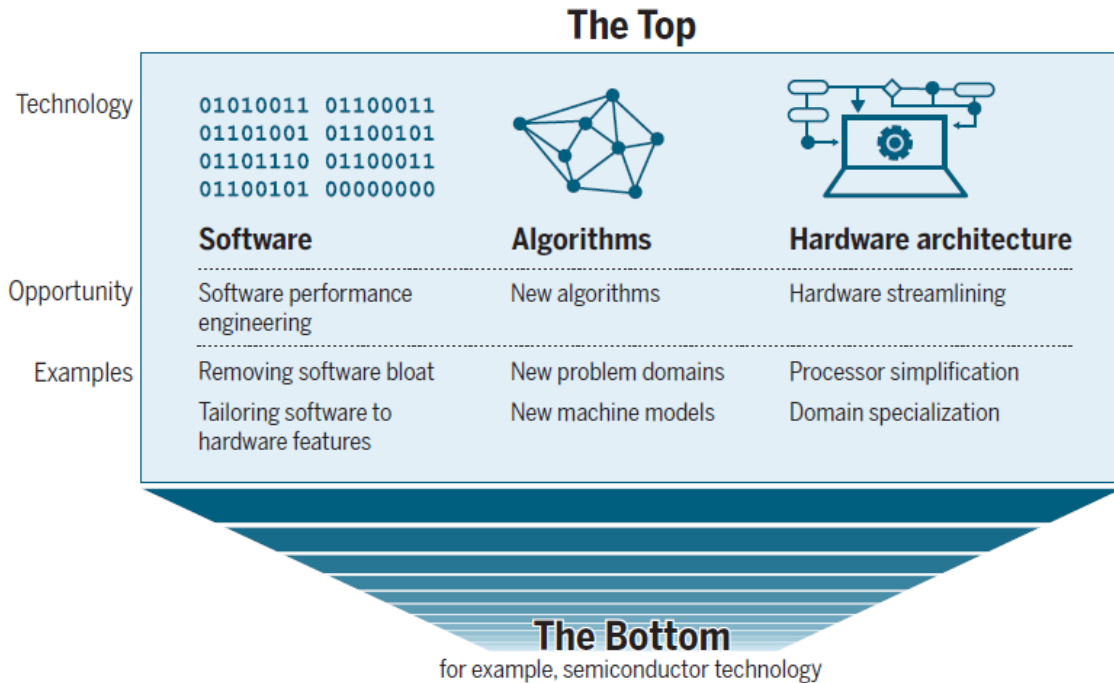 The Top
Technology
01010011 01100011
01101001 01100101
01101110 01100011
01100101 00000000
Software
Algorithms
Hardware architecture
Opportunity
Software performance
engineering
New algorithms
Hardware streamlining
Examples
Removing software bloat
New problem domains
Processor simplification
Tailoring software to
hardware features
New machine models
Domain specialization
The Bottom
for example, semiconductor technology